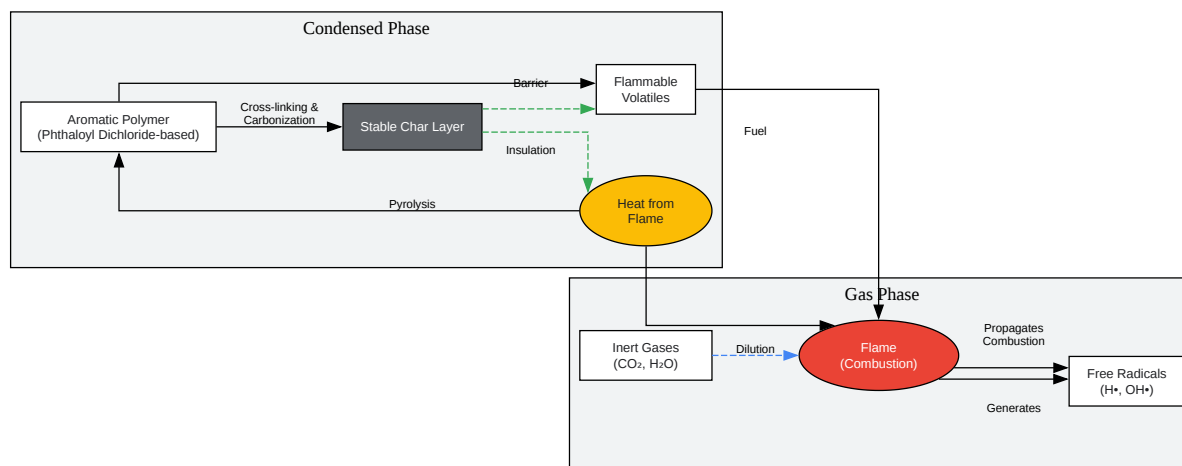 Condensed Phase
Barrier
Flammable
Volatiles
Aromatic Polymer
(Phthaloyl Dichloride-based)
Cross-linking &
Carbonization
Stable Char Layer
Fuel
Insulation
Pyrolysis
Heat from
Flame
Gas Phase
Inert Gases
(CO₂, H₂O)
Dilution
Flame
(Combustion)
Propagates
Combustion
Generates
Free Radicals
(H•, OH•)